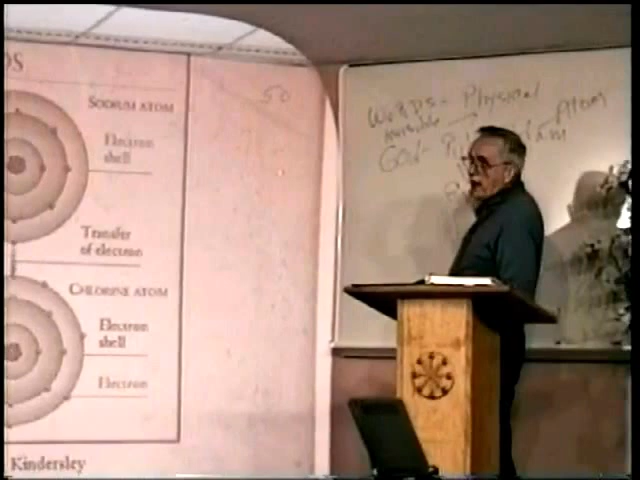 DS
SODIUM ATOM
Electron
shell
Transfer
of electron
CHLORINE ATOM
Electron
shell
Electron
Kindersley
50
WORDS - Physical
invisible
Atom
God -